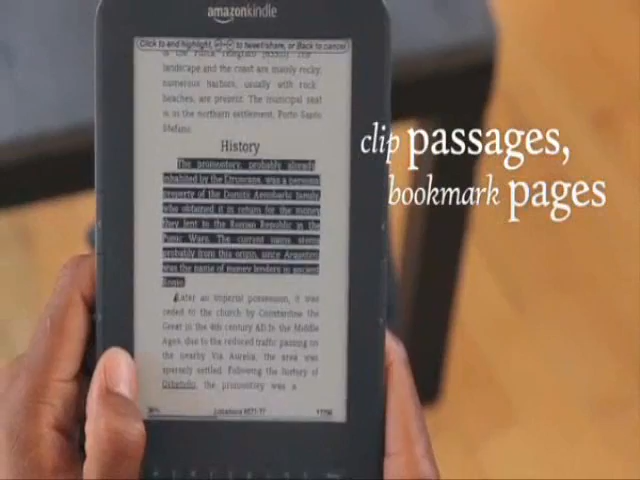 amazonkindle
Click to end highlight, to tweet/share, or Back to cancel
landscape and the coast are mainly rocky;
numerous harbors, usually with rock
beaches, are present. The municipal seat
is in the northern settlement, Porto Santo
Stefano.
History
The promontory, probably already
inhabited by the Etruscans, was a personal
property of the Domitii Aenobarbi family
who obtained it in return for the money
they lent to the Roman Republic in the
Punic Wars. The current name stems
probably from this origin, since Argentari
was the name of money lenders in ancient
Later an imperial possession, it was
ceded to the church by Constantine the
Great in the 4th century AD. In the Middle
Ages, due to the reduced traffic passing on
the nearby Via Aurelia, the area was
sparsely settled. Following the history of
Orbetello, the promontory was a
clip passages,
bookmark pages